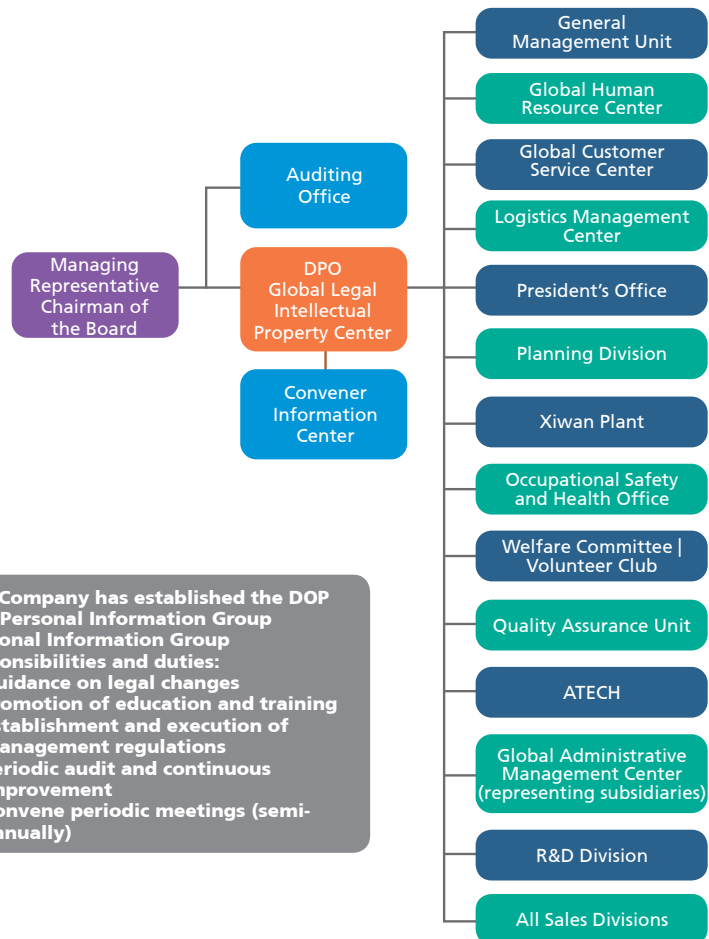 General
Management Unit
Global Human
Resource Center
Global Customer
Service Center
Logistics Management
Center
President's Office
Planning Division
Xiwan Plant
Occupational Safety
and Health Office
Welfare Committee |
Volunteer Club
Quality Assurance Unit
ATECH
Global Administrative
Management Center
(representing subsidiaries)
R&D Division
All Sales Divisions
Auditing
Office
Managing
Representative
Chairman of
the Board
DPO
Global Legal
Intellectual
Property Center
Convener
Information
Center
Company has established the DOP
Personal Information Group
onal Information Group
onsibilities and duties:
uidance on legal changes
omotion of education and training
stablishment and execution of
anagement regulations
eriodic audit and continuous
mprovement
onvene periodic meetings (semi-
nnually)